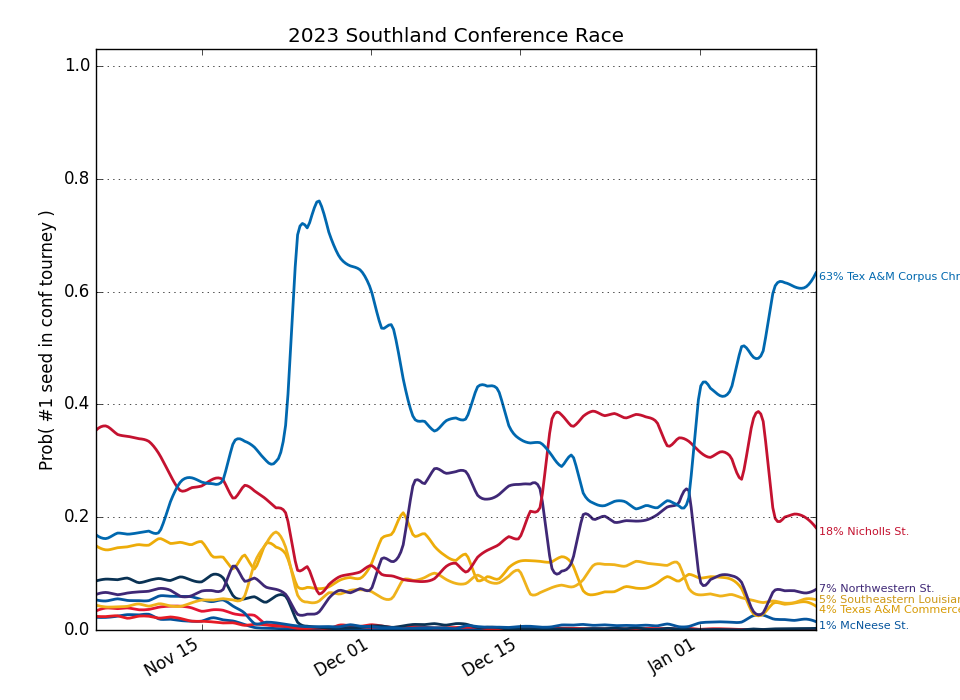 2023 Southland Conference Race
Prob( #1 seed in conf tourney )
1.0
0.8
0.6
0.4
0.2
0.0
Nov 15
Dec 01
Dec 15
Jan 01
63% Tex A&M Corpus Chr
18% Nicholls St.
7% Northwestern St.
5% Southeastern Louisian
4% Texas A&M Commerce
1% McNeese St.